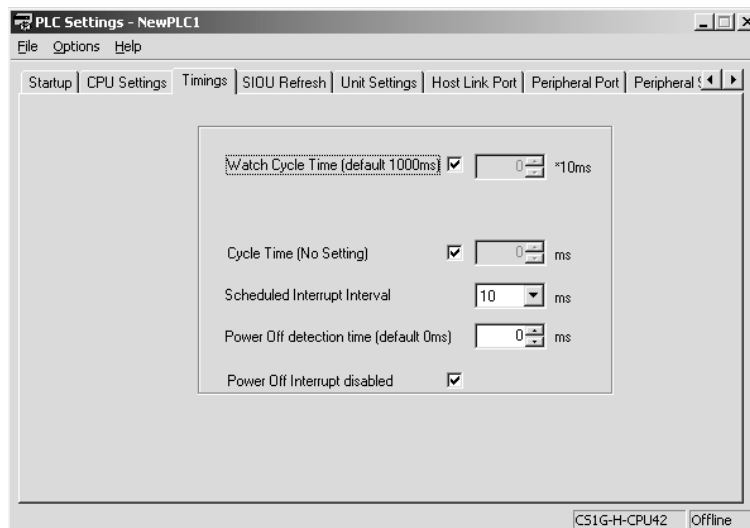 PLC Settings - NewPLC1
File Options Help
Startup CPU Settings Timings SIOU Refresh Unit Settings Host Link Port Peripheral Port Peripheral
Watch Cycle Time (default 1000ms) 0 *10ms
Cycle Time (No Setting) 0 ms
Scheduled Interrupt Interval 10 ms
Power Off detection time (default 0ms) 0 ms
Power Off Interrupt disabled
CS1G-H-CPU42 Offline